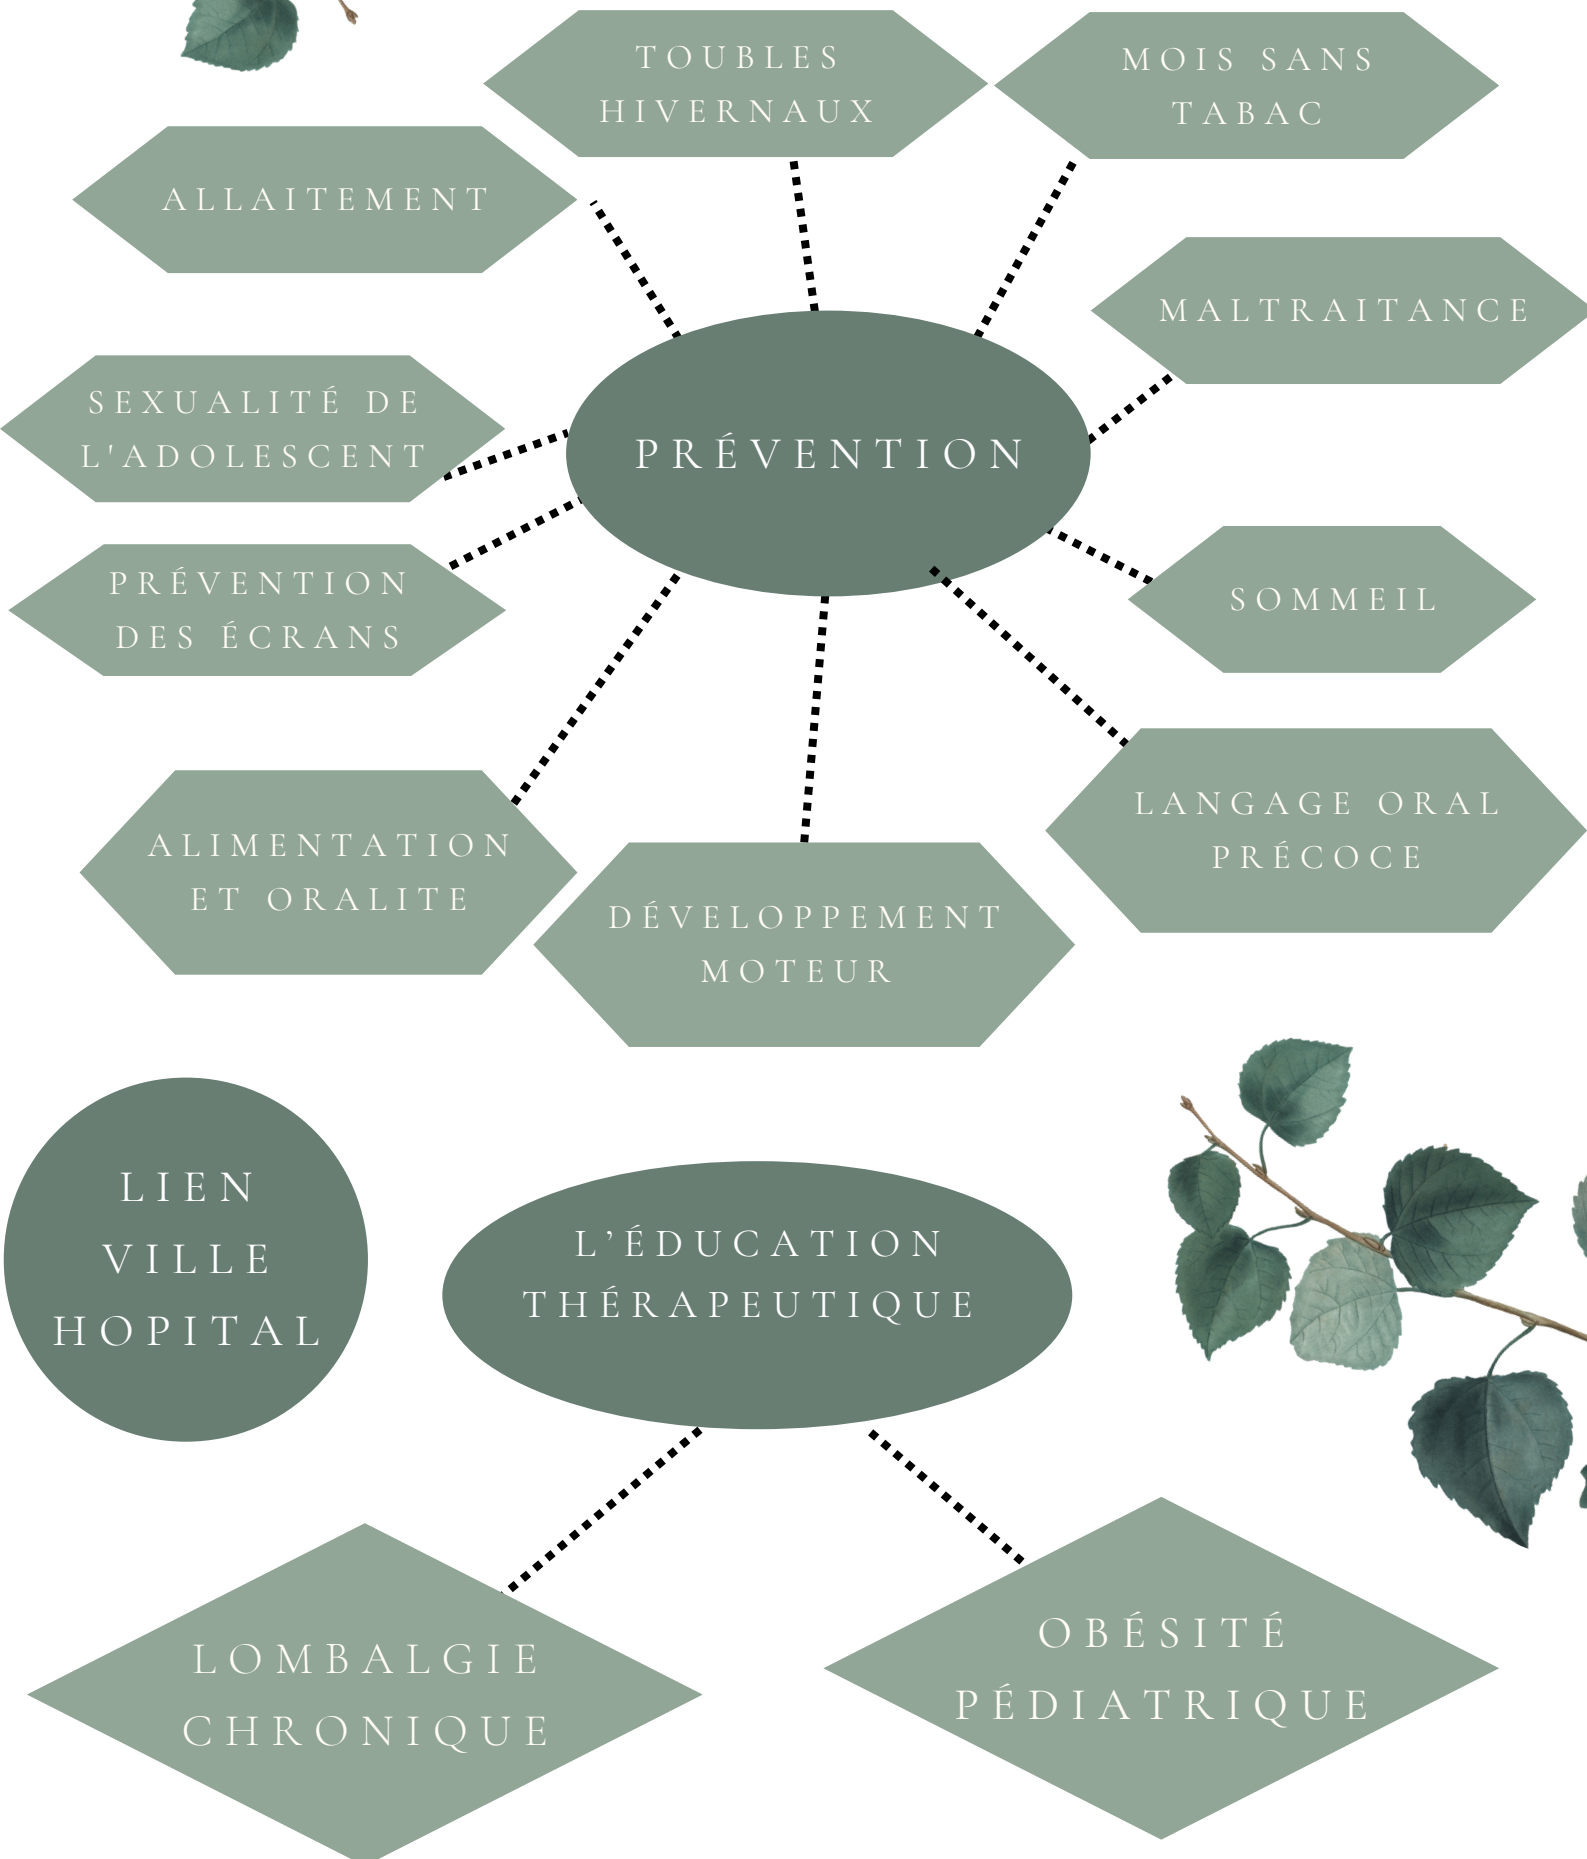 TOUBLES
HIVERNAUX
MOIS SANS
TABAC
ALLAITEMENT
MALTRAITANCE
SEXUALITÉ DE
L'ADOLESCENT
PRÉVENTION
PRÉVENTION
DES ÉCRANS
SOMMEIL
ALIMENTATION
ET ORALITE
DÉVELOPPEMENT
MOTEUR
LANGAGE ORAL
PRÉCOCE
LIEN
VILLE
HOPITAL
L’ÉDUCATION
THÉRAPEUTIQUE
LOMBALGIE
CHRONIQUE
OBÉSITÉ
PÉDIATRIQUE